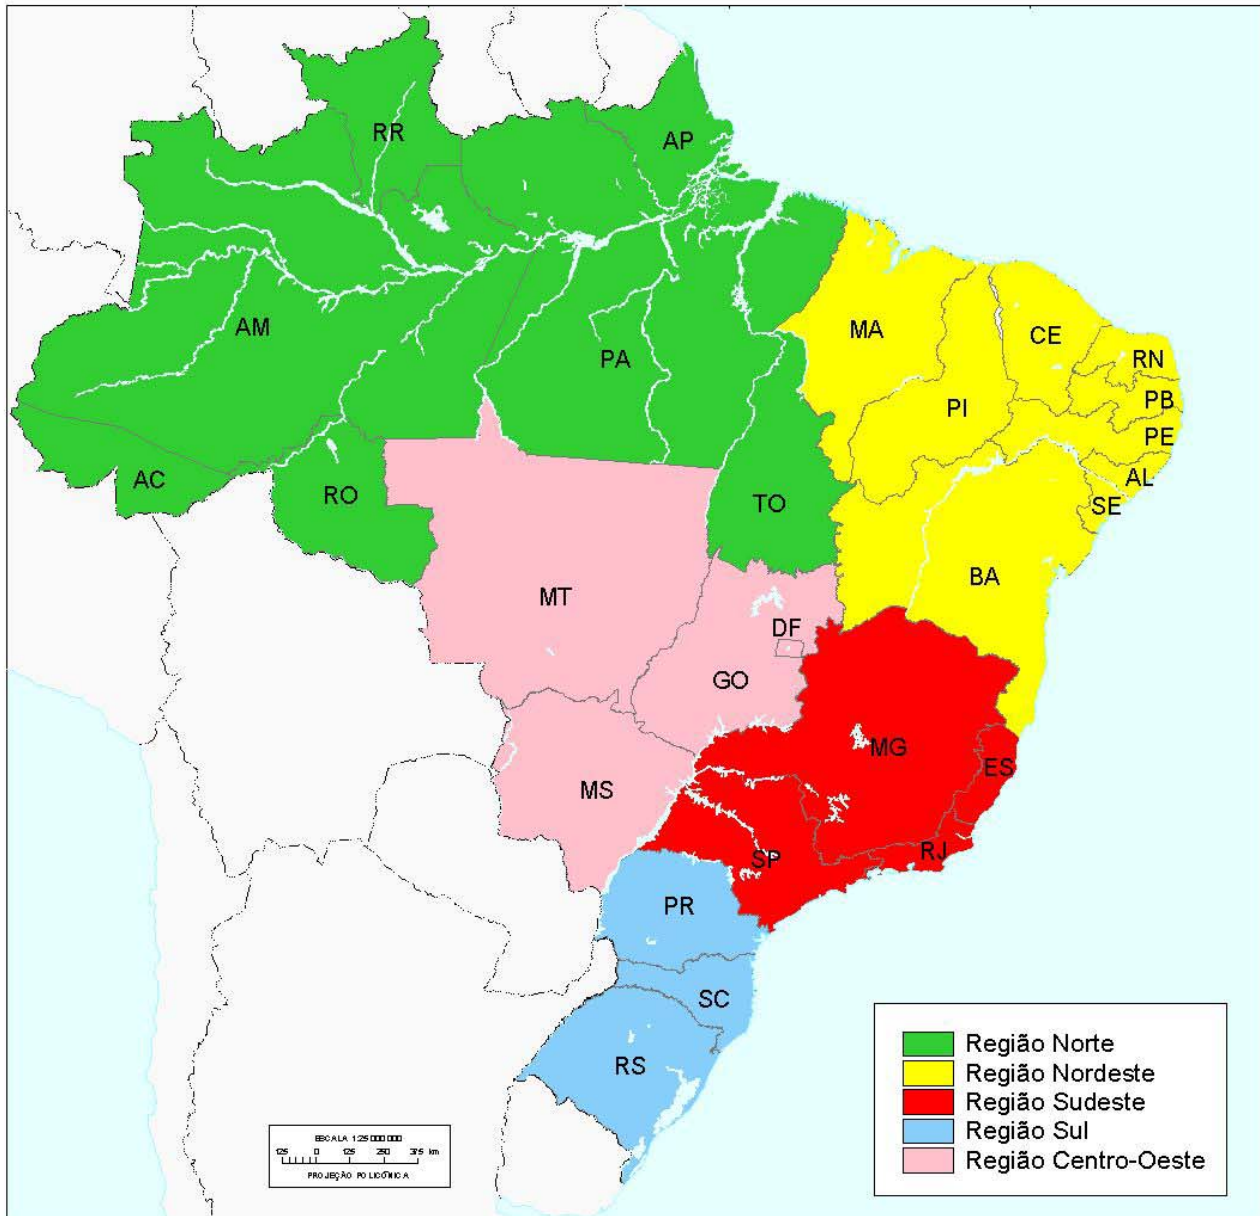 RR
AP
AM
PA
MA
CE
RN
PB
PI
PE
AL
SE
AC
RO
TO
BA
MT
DF
GO
MG
ES
MS
SP
RJ
PR
SC
RS
Região Norte
Região Nordeste
Região Sudeste
Região Sul
Região Centro-Oeste
ESCALA 1:25 000 000
125 0 125 250 375 km
PROJEÇÃO POLICÔNICA